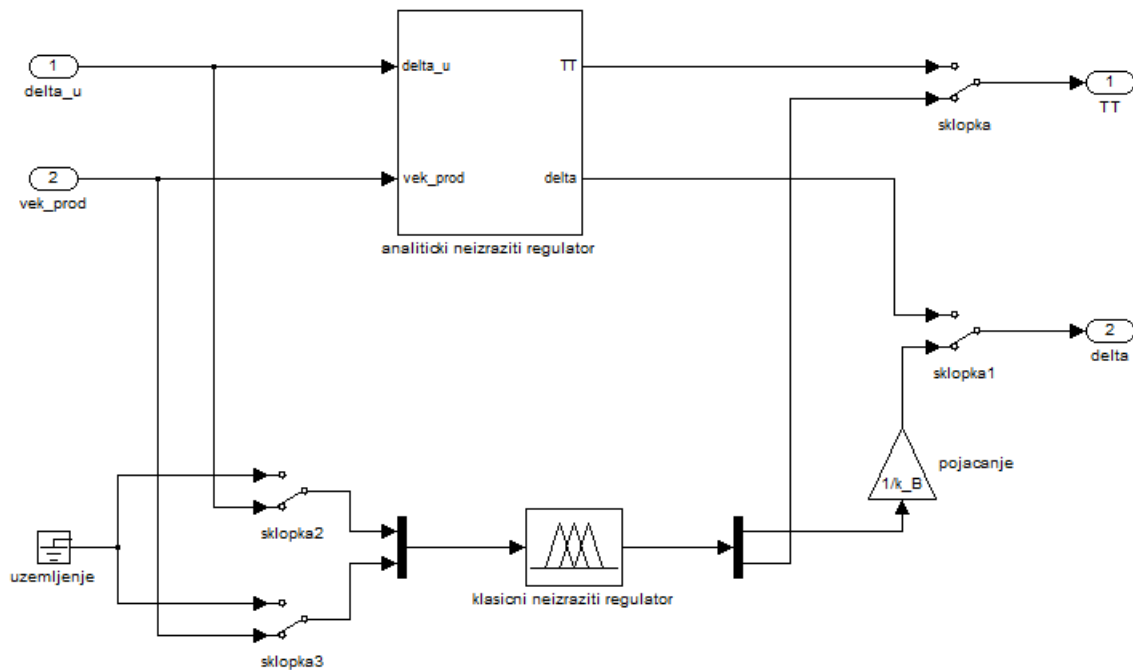 1
delta_u
delta_u
TT
sklopka
1
TT
2
vek_prod
vek_prod
delta
analiticki neizraziti regulator
sklopka1
2
delta
pojacanje
1/k_B
sklopka2
uzemljenje
klasicni neizraziti regulator
sklopka3